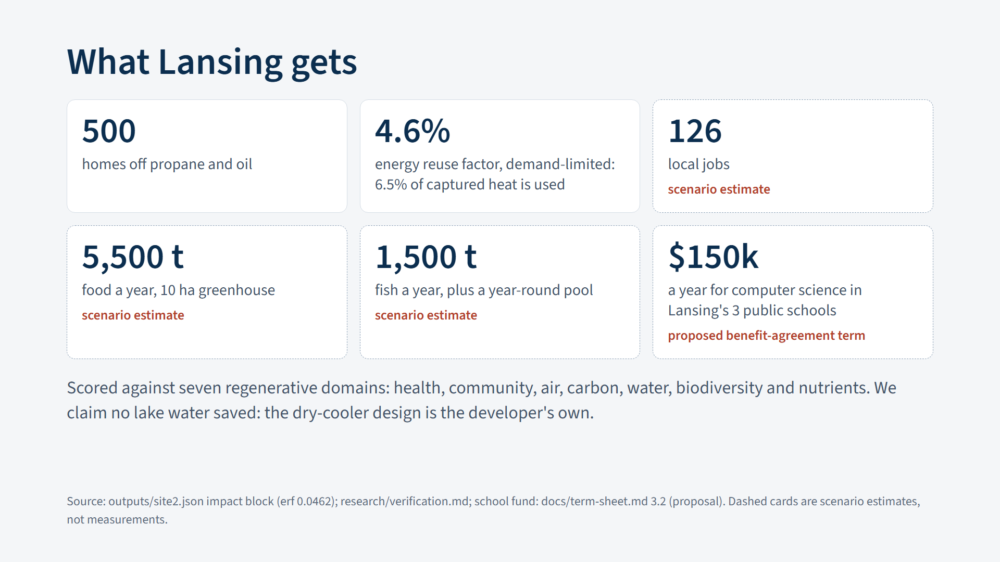 What Lansing gets
500
homes off propane and oil
4.6%
energy reuse factor, demand-limited:
6.5% of captured heat is used
126
local jobs
scenario estimate
5,500 t
food a year, 10 ha greenhouse
scenario estimate
1,500 t
fish a year, plus a year-round pool
scenario estimate
$150k
a year for computer science in
Lansing's 3 public schools
proposed benefit-agreement term
Scored against seven regenerative domains: health, community, air, carbon, water, biodiversity and nutrients. We
claim no lake water saved: the dry-cooler design is the developer's own.
Source: outputs/site2.json impact block (erf 0.0462); research/verification.md; school fund: docs/term-sheet.md 3.2 (proposal). Dashed cards are scenario estimates,
not measurements.